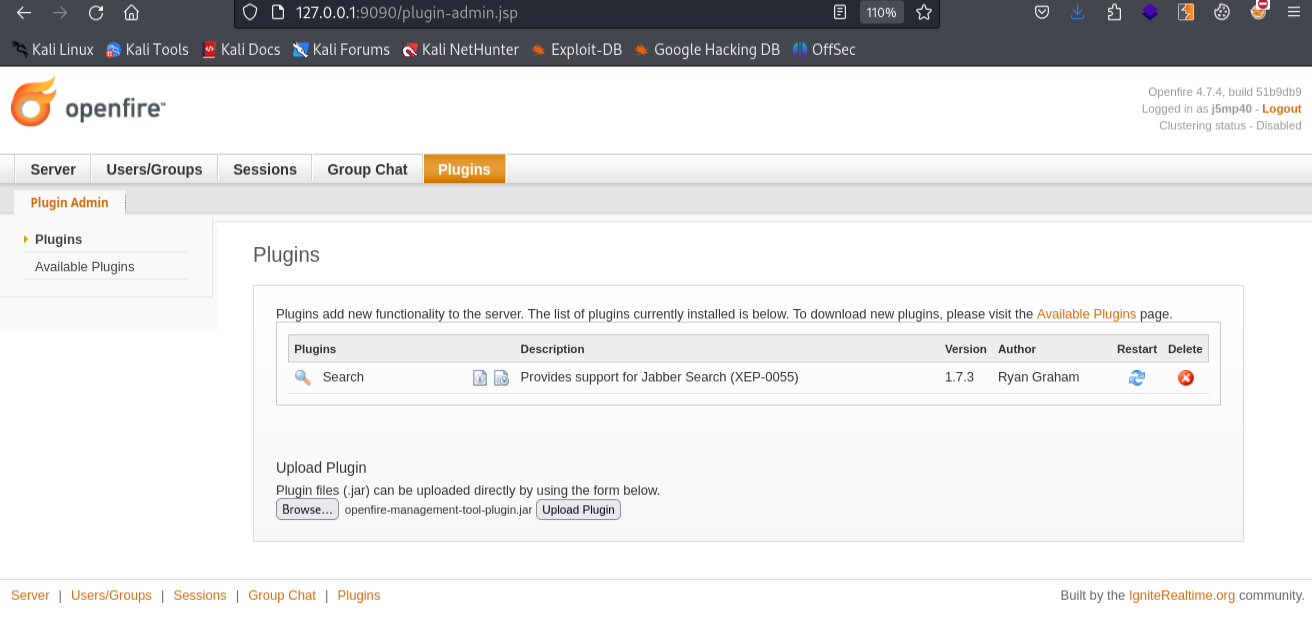 127.0.0.1:9090/plugin-admin.jsp 110%
Kali Linux Kali Tools Kali Docs Kali Forums Kali NetHunter Exploit-DB Google Hacking DB OffSec
openfire™
Openfire 4.7.4, build 51b9db9
Logged in as j5mp40 - Logout
Clustering status - Disabled
Server Users/Groups Sessions Group Chat Plugins
Plugin Admin
Plugins
Available Plugins
Plugins
Plugins add new functionality to the server. The list of plugins currently installed is below. To download new plugins, please visit the Available Plugins page.
Plugins Description Version Author Restart Delete
Search Provides support for Jabber Search (XEP-0055) 1.7.3 Ryan Graham
Upload Plugin
Plugin files (.jar) can be uploaded directly by using the form below.
Browse... openfire-management-tool-plugin.jar Upload Plugin
Server | Users/Groups | Sessions | Group Chat | Plugins
Built by the IgniteRealtime.org community.